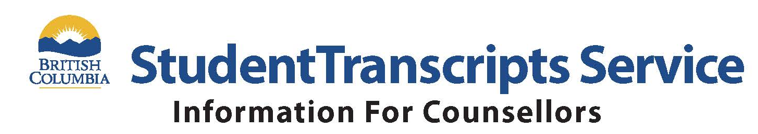 BRITISH
COLUMBIA
StudentTranscripts Service
Information For Counsellors